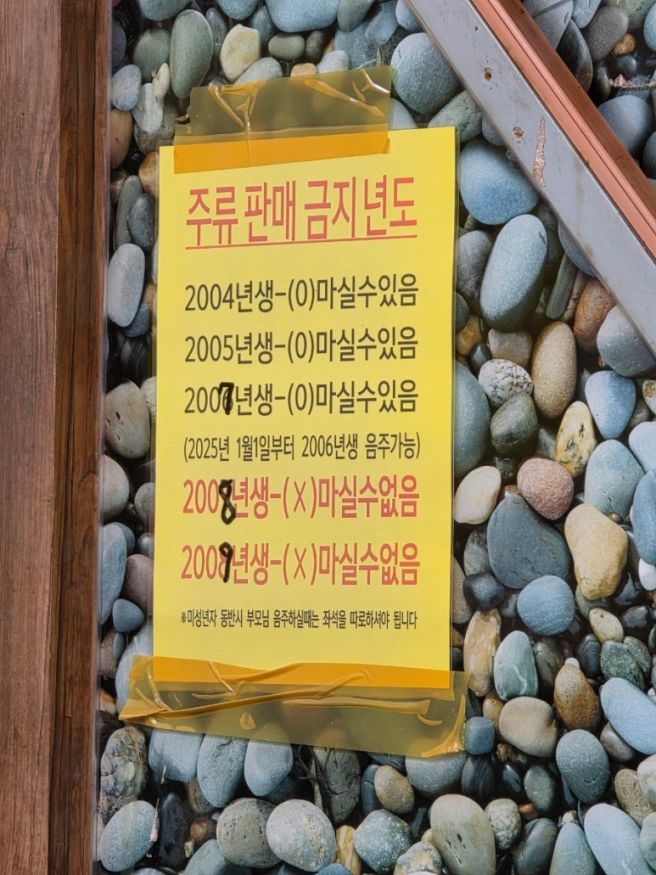 주류 판매 금지 년도
2004년생-(O)마실수있음
2005년생-(O)마실수있음
2007년생-(O)마실수있음
(2025년 1월1일부터 2006년생 음주가능)
2008년생-(X)마실수없음
2009년생-(X)마실수없음
※미성년자 동반시 부모님 음주하실때는 좌석을 따로하셔야 됩니다